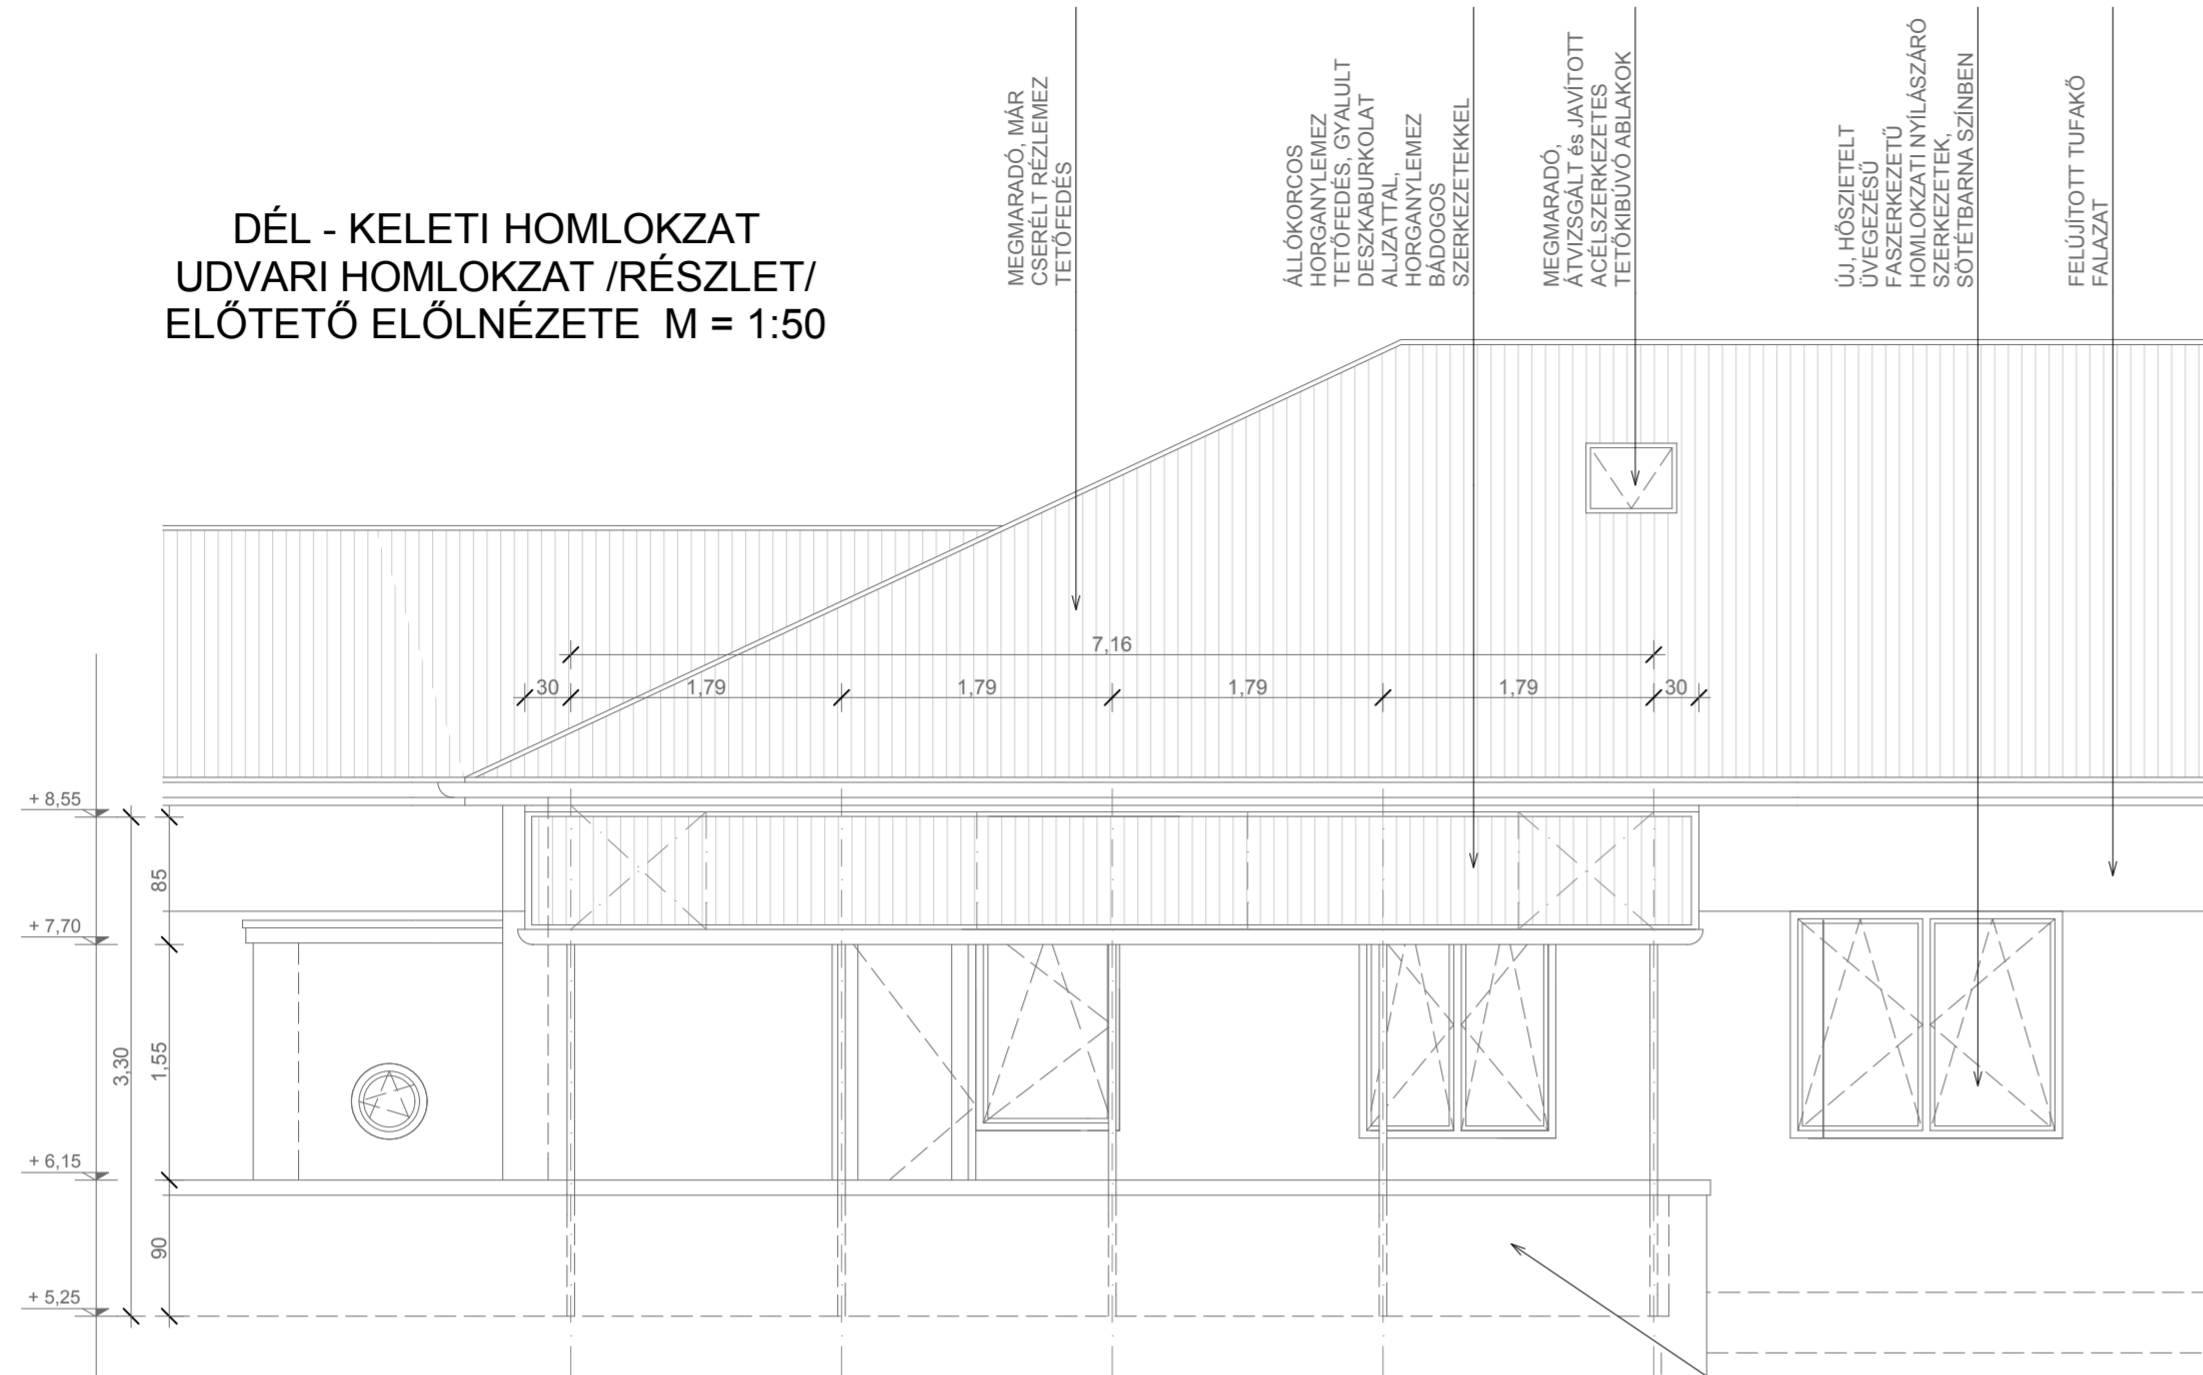 DÉL - KELETI HOMLOKZAT
UDVARI HOMLOKZAT /RÉSZLET/
ELŐTETŐ ELŐLNÉZETE M = 1:50
MEGMARADÓ, MÁR
CSERÉLT RÉZLEMEZ
TETŐFEDÉS
ÁLLÓKORCOS
HORGANYLEMEZ
TETŐFEDÉS, GYALULT
DESZKABURKOLAT
ALJZATTAL,
HORGANYLEMEZ
BÁDOGOS
SZERKEZETEKKEL
MEGMARADÓ,
ÁTVIZSGÁLT és JAVÍTOTT
ACÉLSZERKEZETES
TETŐKIBÚVÓ ABLAKOK
ÚJ, HŐSZIETELT
ÜVEGEZÉSŰ
FASZERKEZETŰ
HOMLOKZATI NYÍLÁSZÁRÓ
SZERKEZETEK,
SÖTÉTBARNA SZÍNBEN
FELÚJÍTOTT TUFAKŐ
FALAZAT
7,16
30
1,79
1,79
1,79
1,79
30
+ 8,55
+ 7,70
+ 6,15
+ 5,25
3,30
85
1,55
90